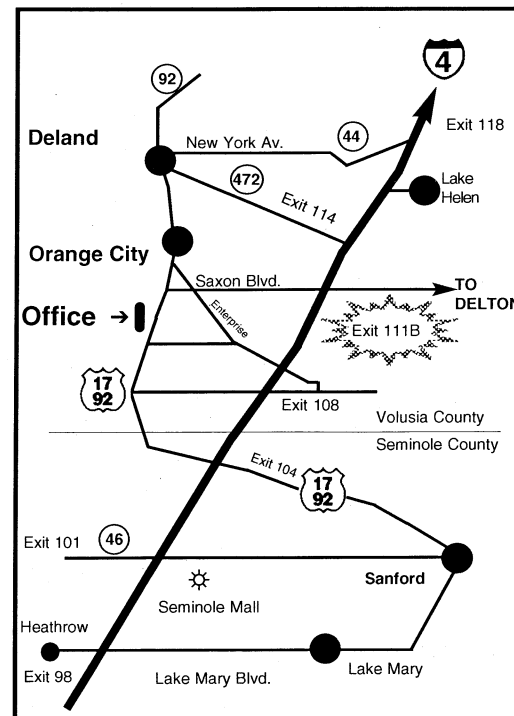 4
92
Exit 118
44
New York Av.
Deland
472
Lake
Helen
Exit 114
Orange City
Saxon Blvd.
TO
DELTON
Office →
Enterprise
Exit 111B
17
92
Exit 108
Volusia County
Seminole County
Exit 104
17
92
Exit 101
46
Sanford
Seminole Mall
Heathrow
Lake Mary
Exit 98
Lake Mary Blvd.